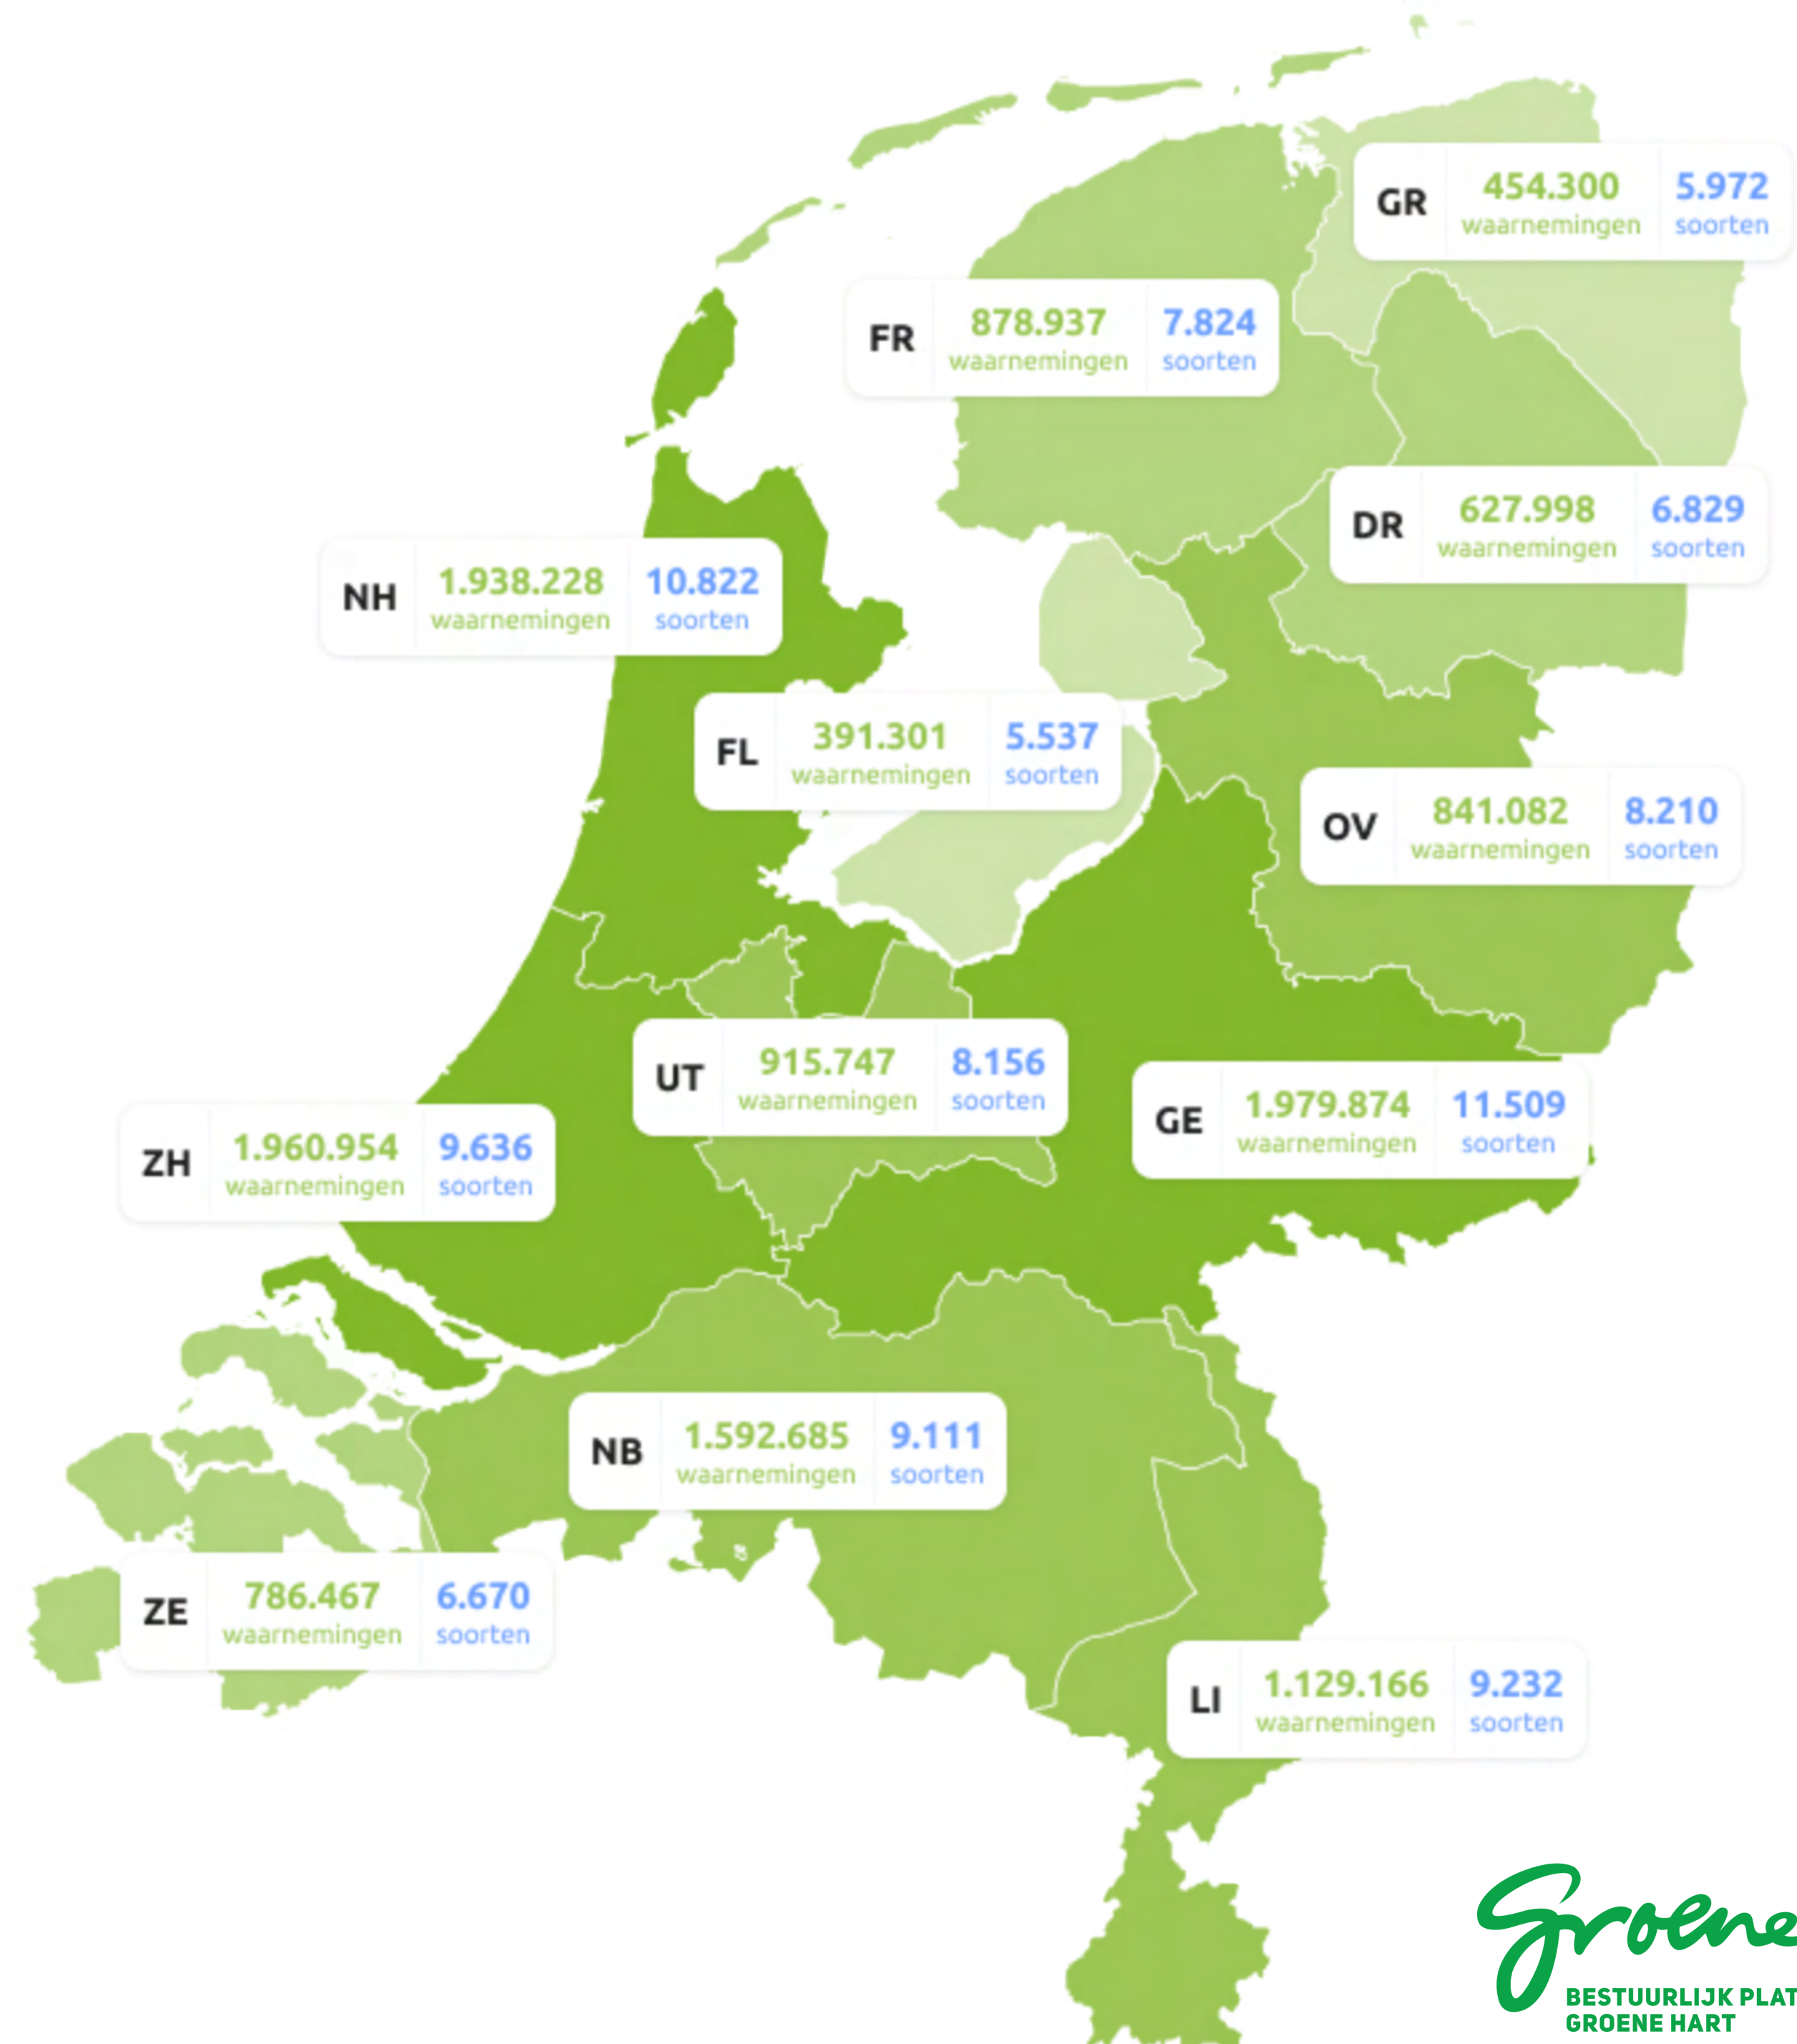 GR
454.300
waarnemingen
5.972
soorten
FR
878.937
waarnemingen
7.824
soorten
DR
627.998
waarnemingen
6.829
soorten
NH
1.938.228
waarnemingen
10.822
soorten
FL
391.301
waarnemingen
5.537
soorten
OV
841.082
waarnemingen
8.210
soorten
UT
915.747
waarnemingen
8.156
soorten
GE
1.979.874
waarnemingen
11.509
soorten
ZH
1.960.954
waarnemingen
9.636
soorten
NB
1.592.685
waarnemingen
9.111
soorten
ZE
786.467
waarnemingen
6.670
soorten
LI
1.129.166
waarnemingen
9.232
soorten
Groene
BESTUURLIJK PLAT
GROENE HART